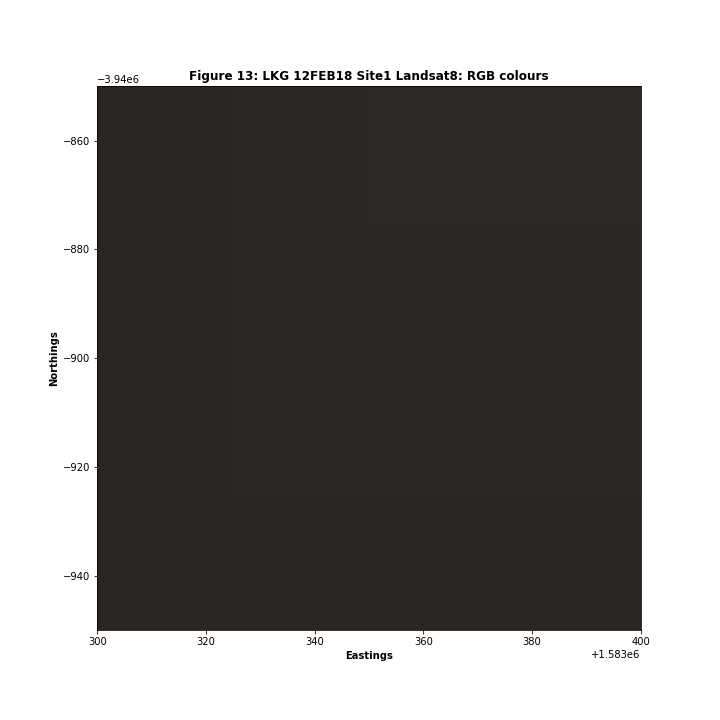 Figure 13: LKG 12FEB18 Site1 Landsat8: RGB colours
−3.94e6
−860
−880
−900
−920
−940
Northings
300 320 340 360 380 400
Eastings
+1.583e6